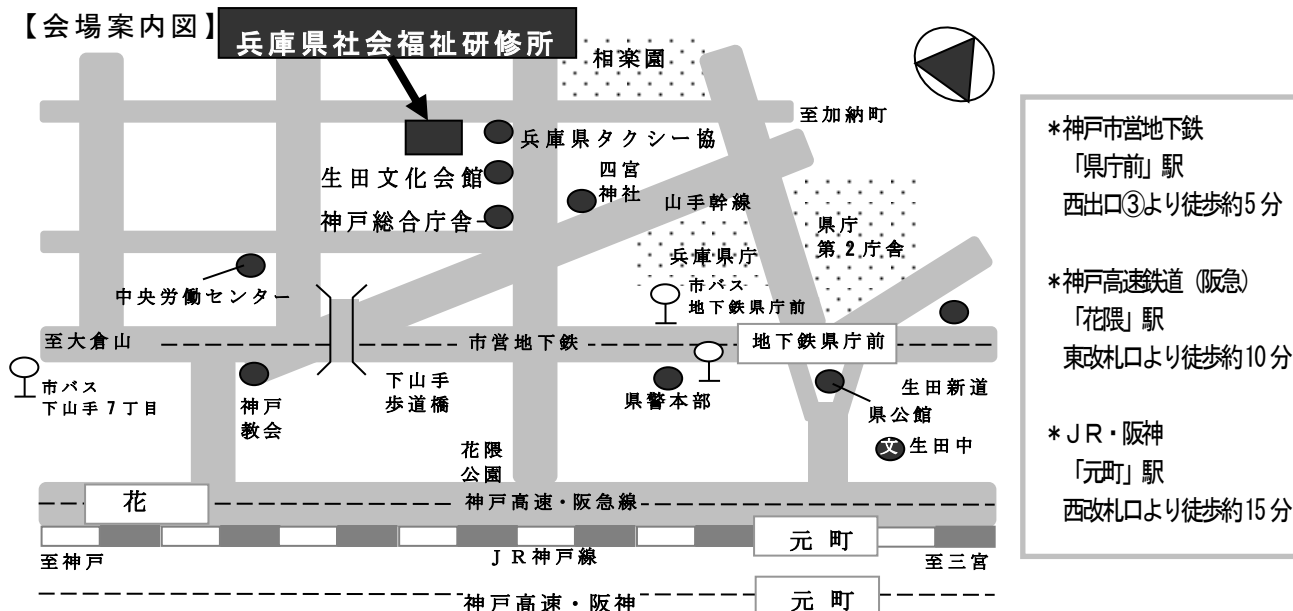 【会場案内図】
兵庫県社会福祉研修所
相楽園
至加納町
兵庫県タクシー協
生田文化会館
四宮
神社
神戸総合庁舎
山手幹線
県庁
第２庁舎
兵庫県庁
中央労働センター
市バス
地下鉄県庁前
至大倉山
市営地下鉄
地下鉄県庁前
市バス
下山手７丁目
神戸
教会
下山手
歩道橋
県警本部
生田新道
県公館
文 生田中
花隈
公園
花
神戸高速・阪急線
元 町
至神戸
ＪＲ神戸線
至三宮
神戸高速・阪神
元 町
＊神戸市営地下鉄
「県庁前」駅
西出口③より徒歩約５分
＊神戸高速鉄道（阪急）
「花隈」駅
東改札口より徒歩約10分
＊ＪＲ・阪神
「元町」駅
西改札口より徒歩約15分